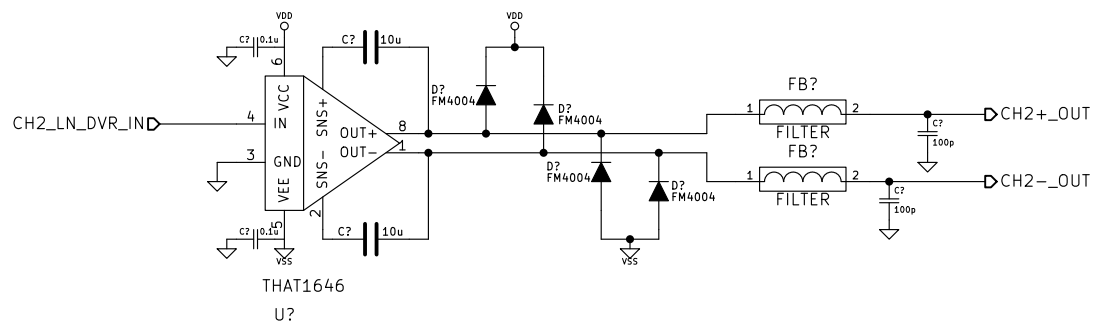 VDD
C? 0.1u
6
C? 10u
VDD
D?
FM4004
D?
FM4004
FB?
1 2
FILTER
CH2+_OUT
C?
100p
CH2_LN_DVR_IN
4
IN
VCC
SNS+
OUT+
8
3
GND
OUT-
1
VEE
SNS-
5
2
D?
FM4004
D?
FM4004
FB?
1 2
FILTER
CH2-_OUT
C?
100p
C? 0.1u
VSS
C? 10u
VSS
THAT1646
U?